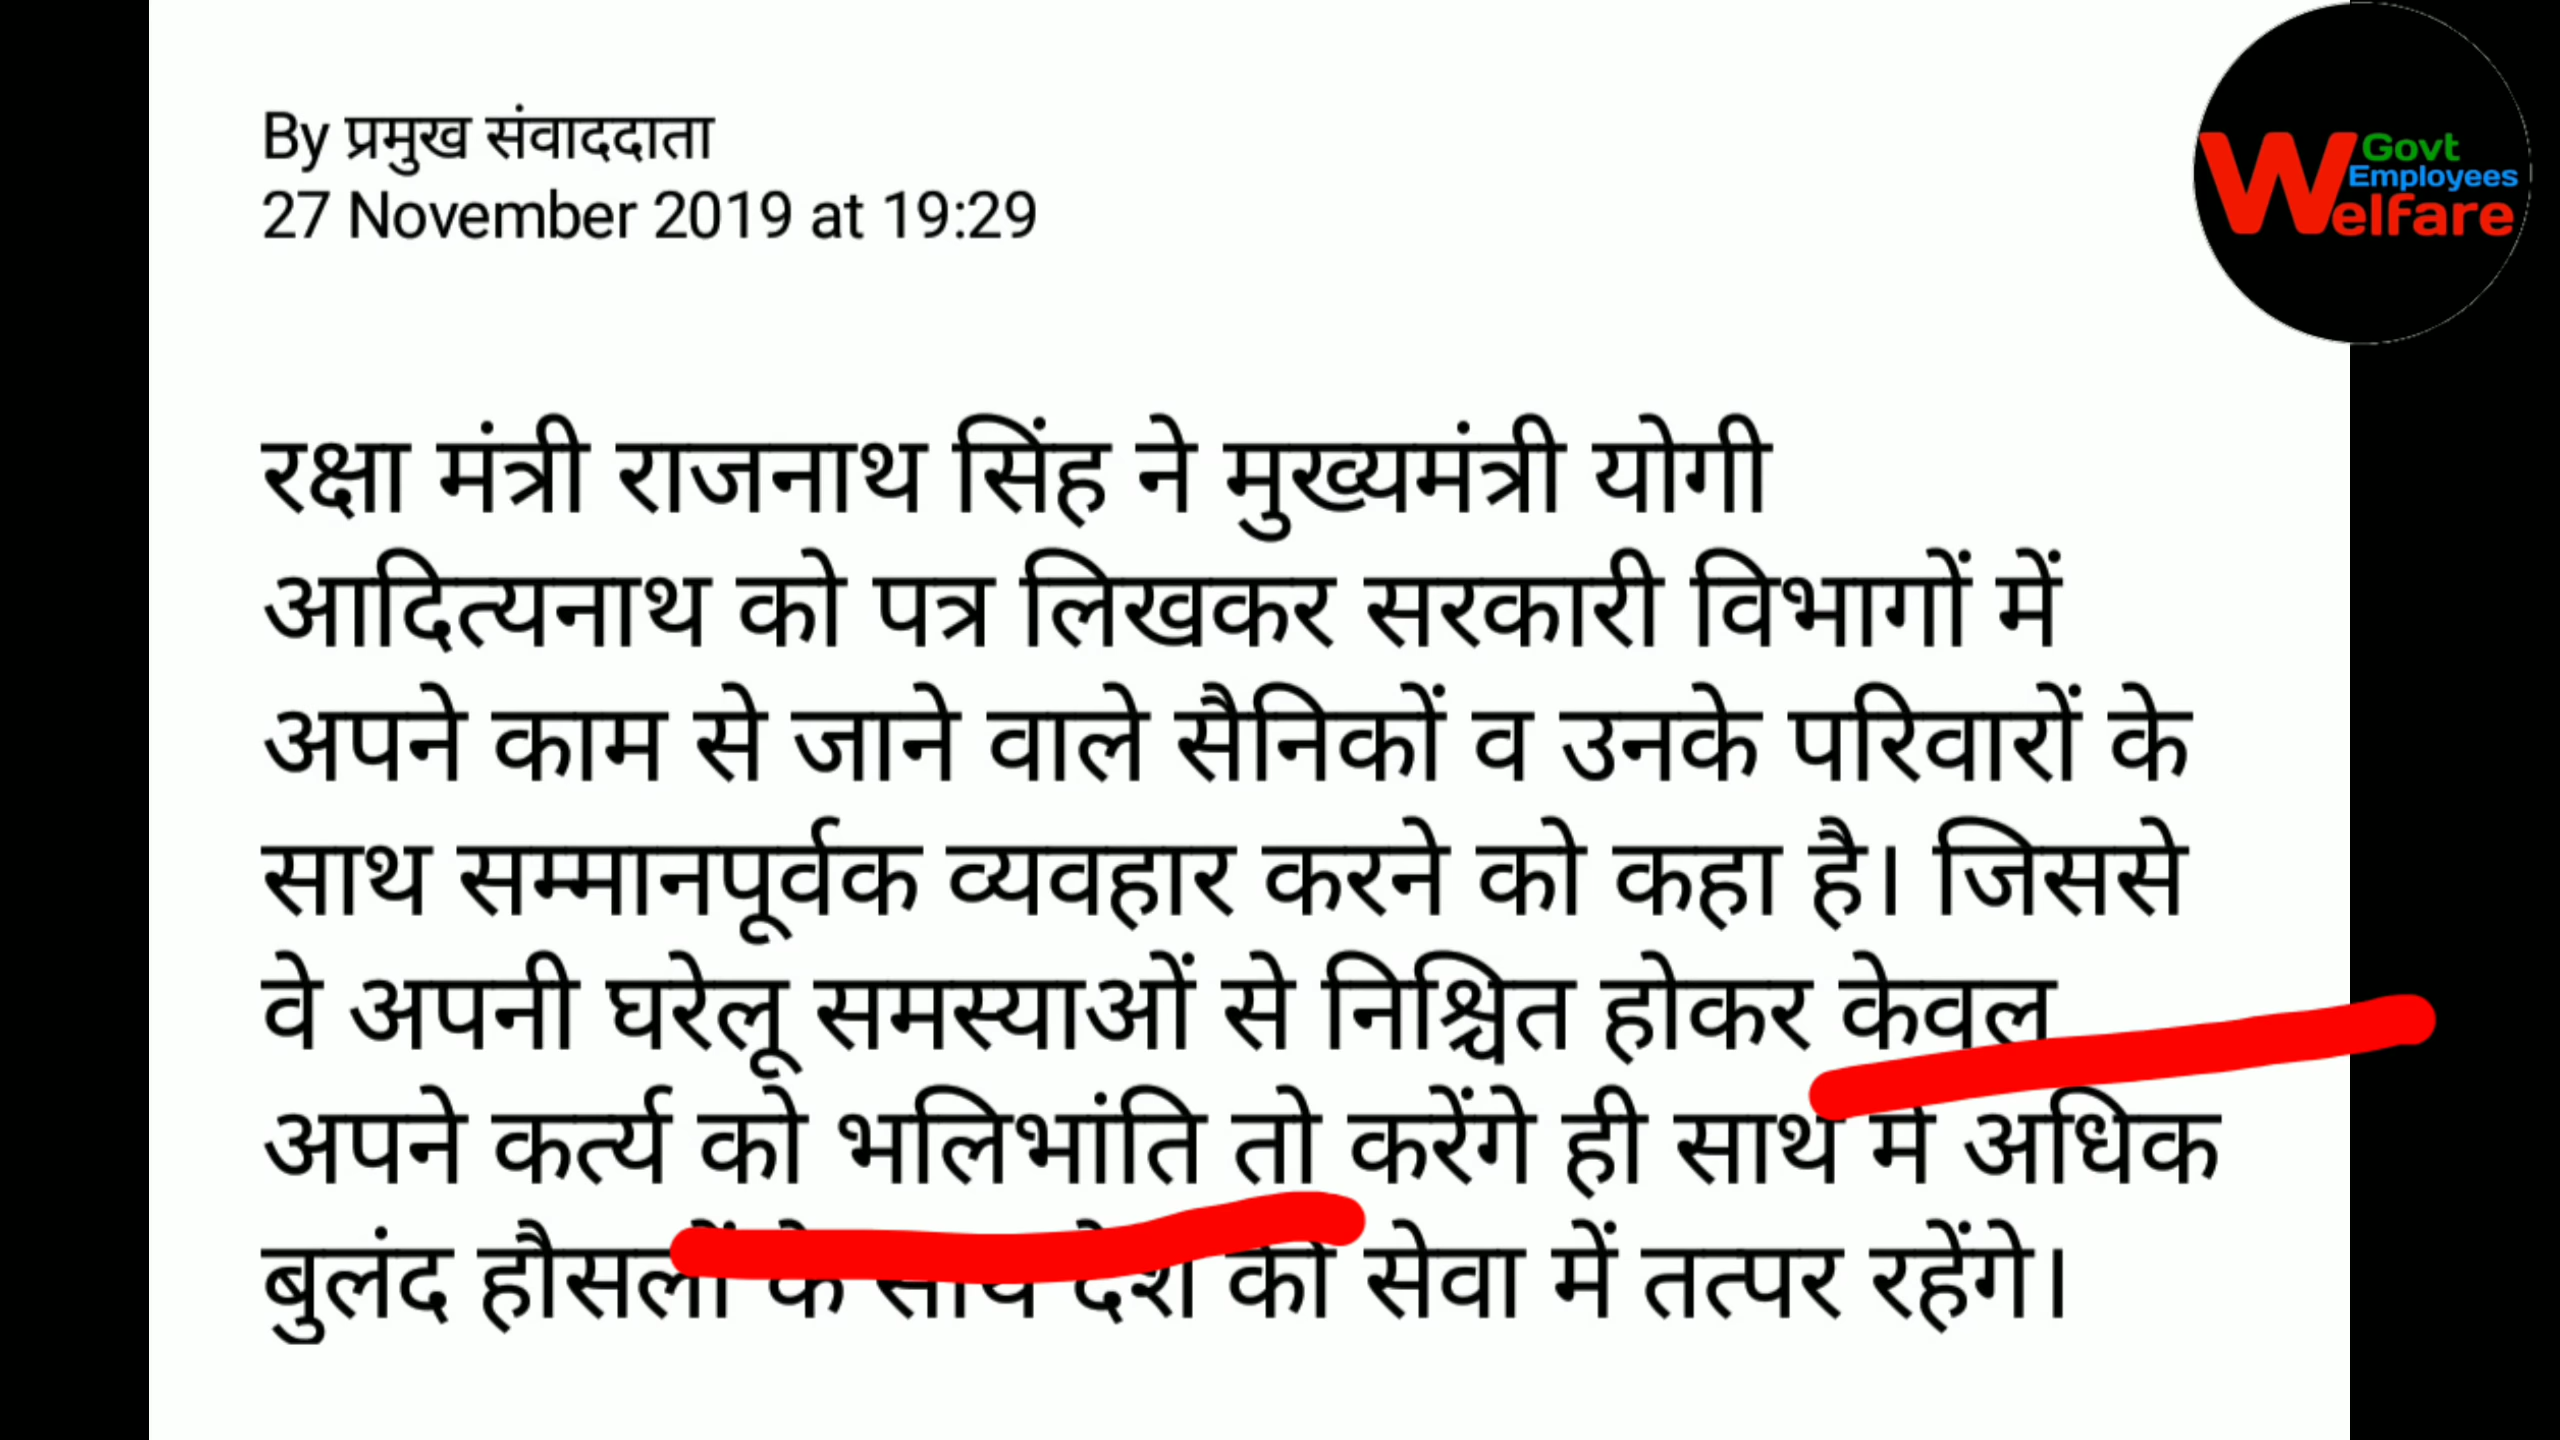 By प्रमुख संवाददाता
27 November 2019 at 19:29
Govt
Employees
Welfare
रक्षा मंत्री राजनाथ सिंह ने मुख्यमंत्री योगी
आदित्यनाथ को पत्र लिखकर सरकारी विभागों में
अपने काम से जाने वाले सैनिकों व उनके परिवारों के
साथ सम्मानपूर्वक व्यवहार करने को कहा है। जिससे
वे अपनी घरेलू समस्याओं से निश्चित होकर केवल
अपने कर्त्य को भलिभांति तो करेंगे ही साथ में अधिक
बुलंद हौसलों के साथ देश की सेवा में तत्पर रहेंगे।